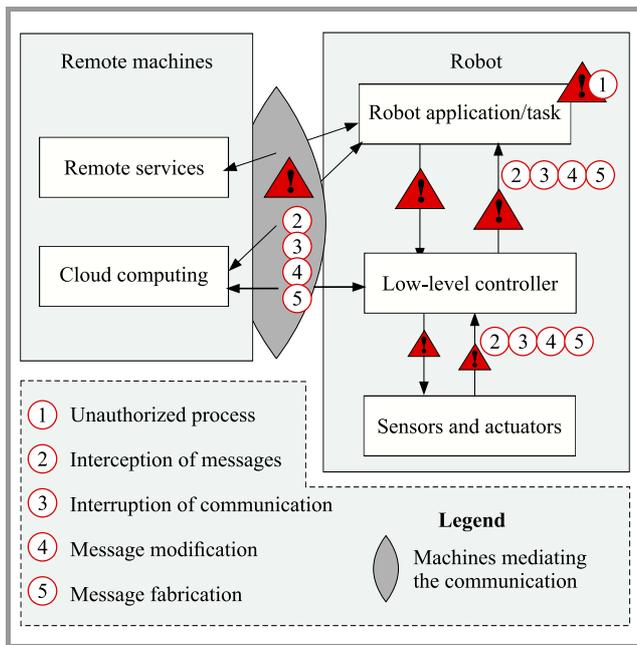 Remote machines
Robot
! 1
Robot application/task
Remote services
!
! ! 2 3 4 5
2
3
4
5
Cloud computing
Low-level controller
! ! 2 3 4 5
Sensors and actuators
1 Unauthorized process
2 Interception of messages
3 Interruption of communication
4 Message modification
5 Message fabrication
Legend
Machines mediating
the communication